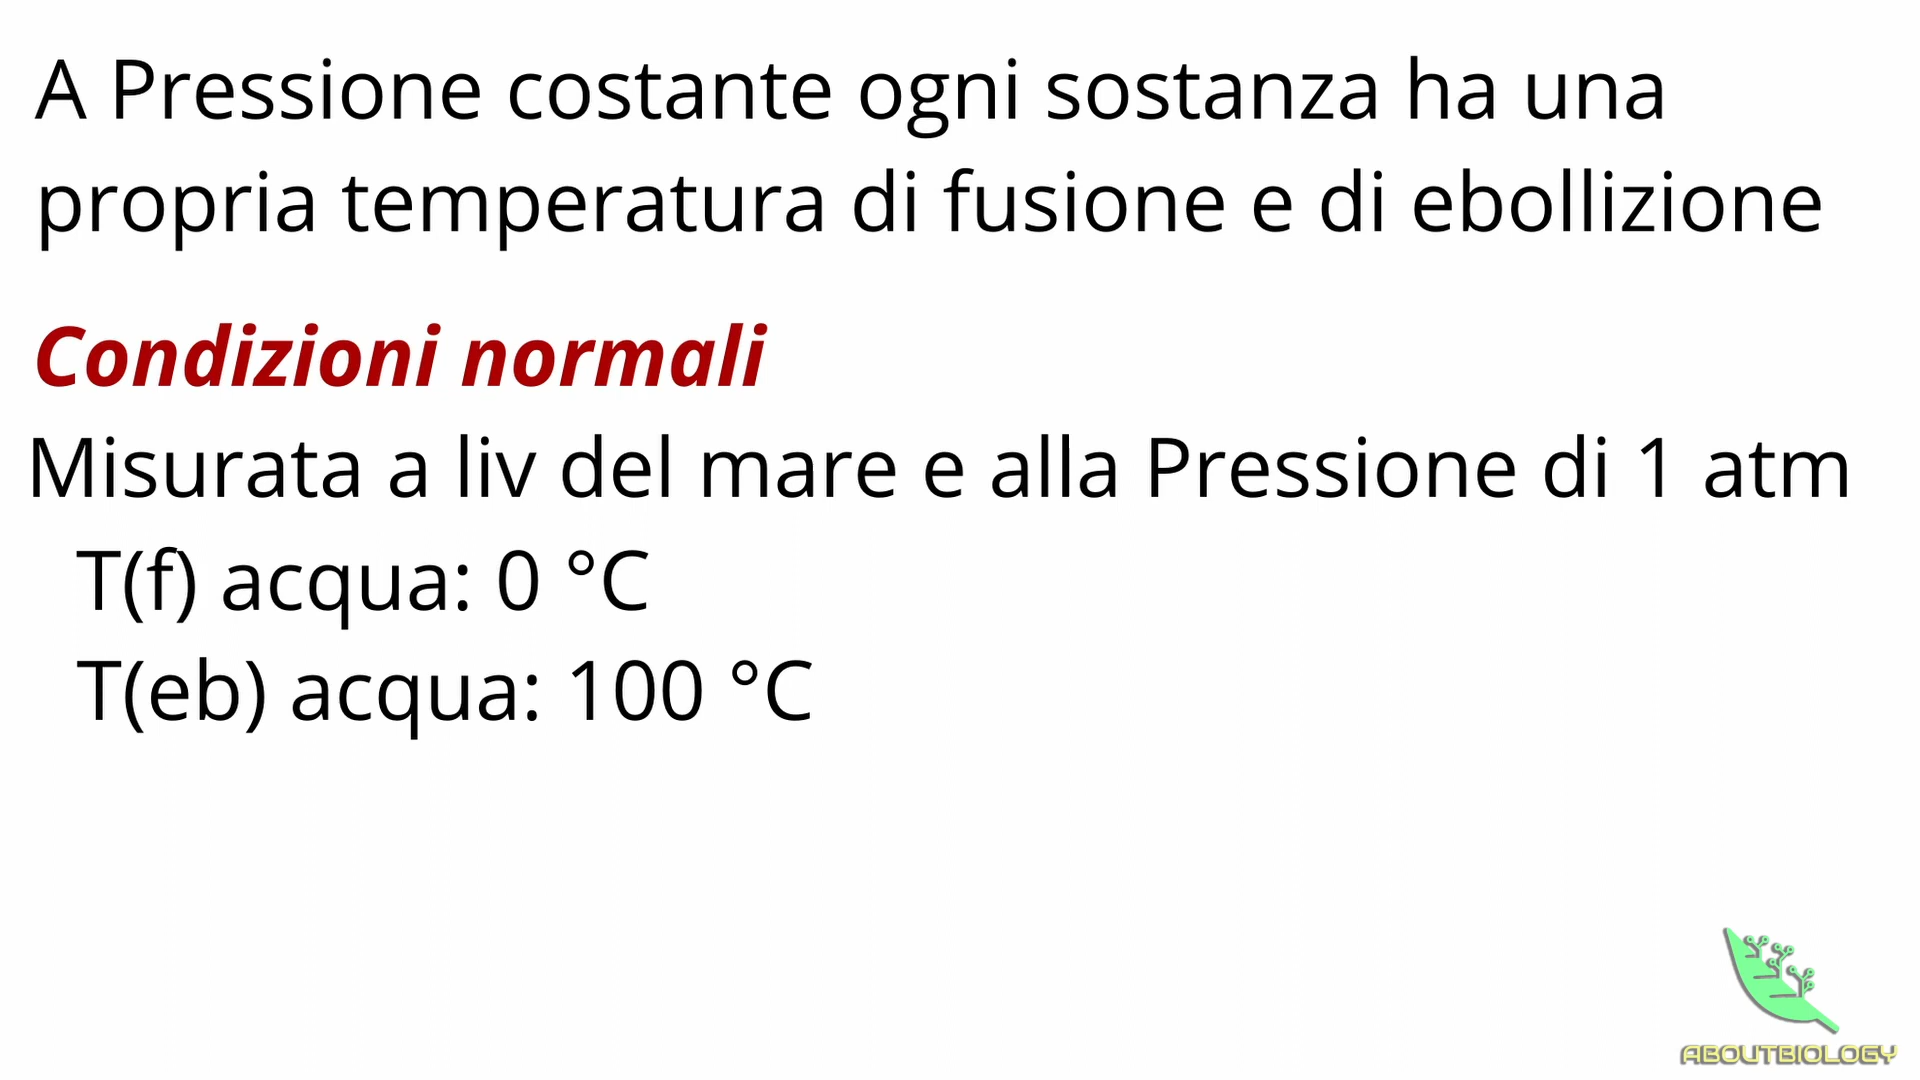 A Pressione costante ogni sostanza ha una
propria temperatura di fusione e di ebollizione
Condizioni normali
Misurata a liv del mare e alla Pressione di 1 atm
T(f) acqua: 0 °C
T(eb) acqua: 100 °C
ABOUTBIOLOGY